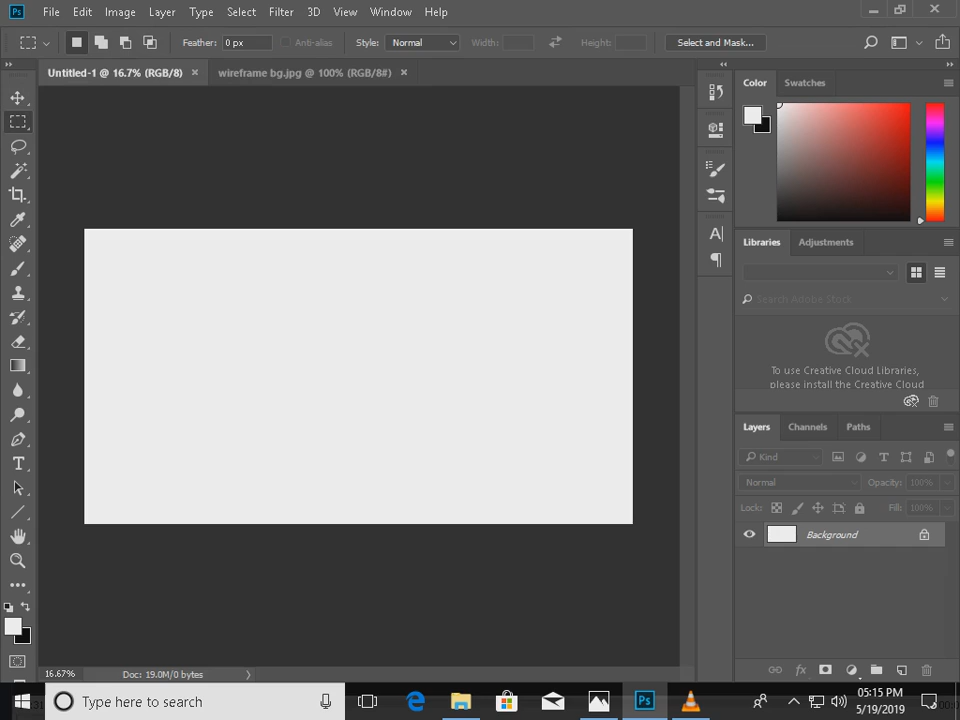 Ps File Edit Image Layer Type Select Filter 3D View Window Help
Feather: 0 px Anti-alias Style: Normal Width: Height: Select and Mask...
Untitled-1 @ 16.7% (RGB/8) × wireframe bg.jpg @ 100% (RGB/8#) ×
Color Swatches
Libraries Adjustments
Search Adobe Stock
To use Creative Cloud Libraries,
please install the Creative Cloud
Layers Channels Paths
Kind
Normal Opacity: 100%
Lock: Fill: 100%
Background
16.67% Doc: 19.0M/0 bytes
Type here to search
Ps
05:15 PM
5/19/2019